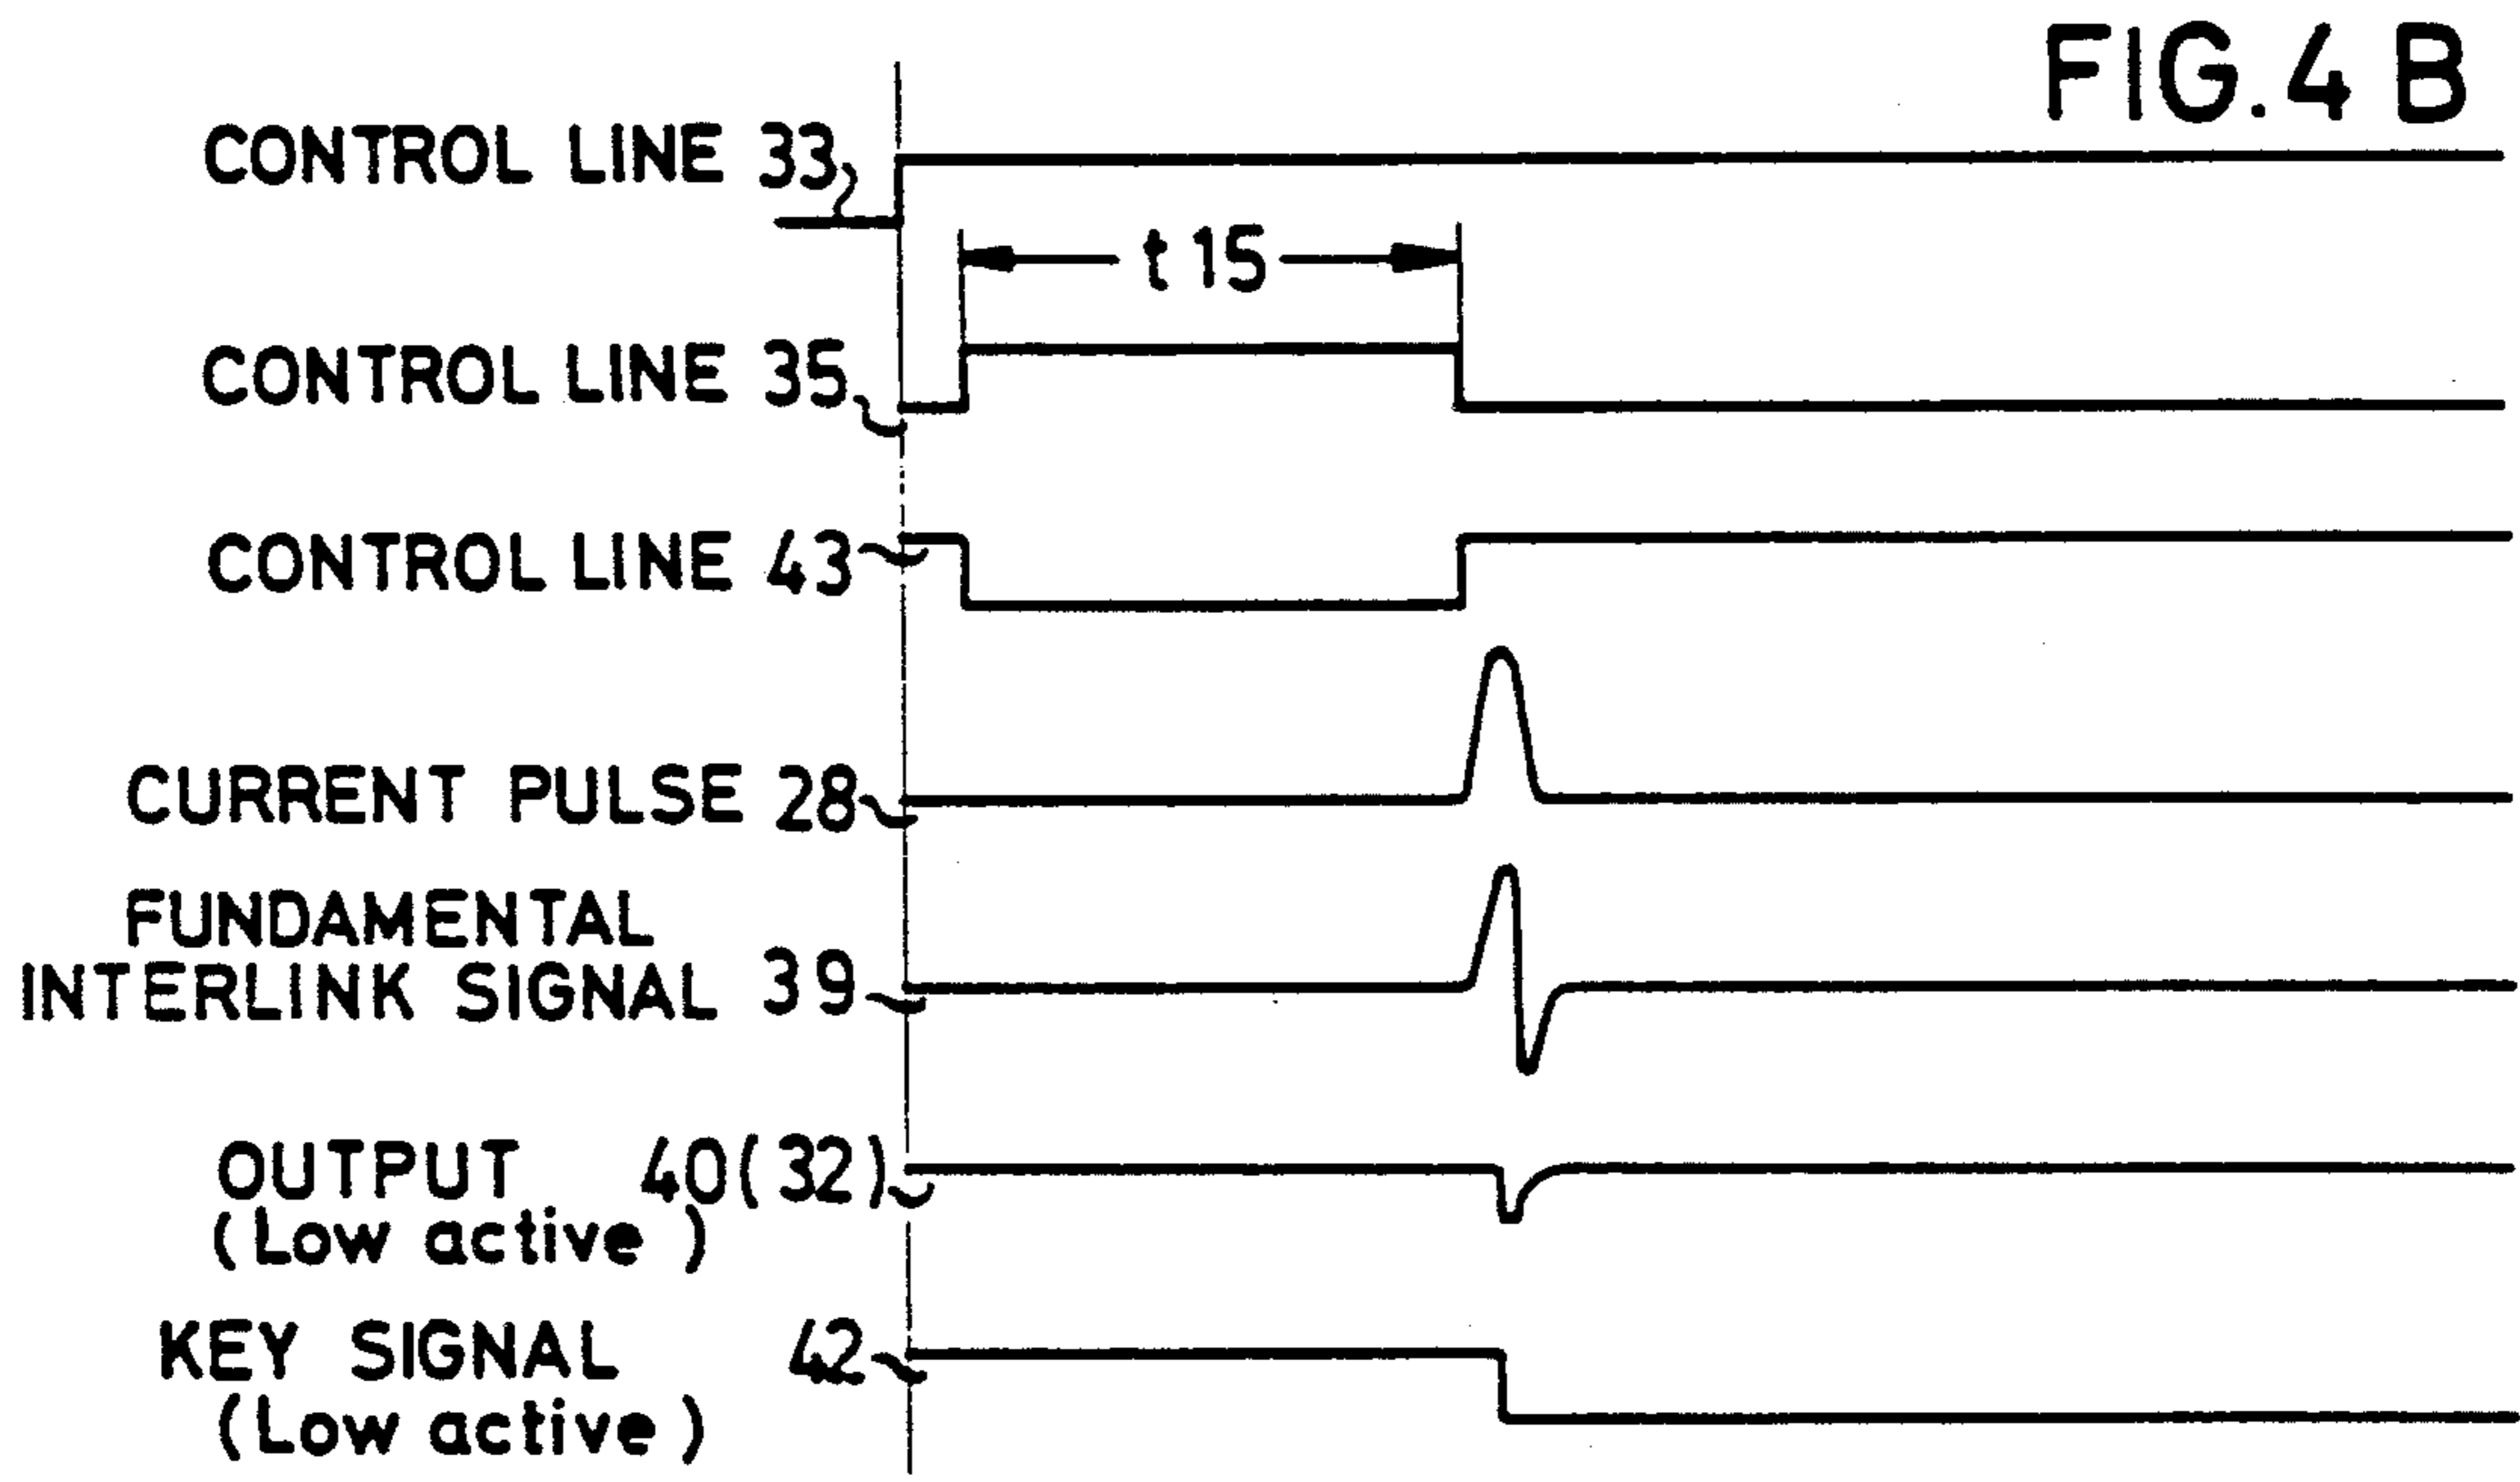 FIG. 4 B
CONTROL LINE 33
t 15
CONTROL LINE 35
CONTROL LINE 43
CURRENT PULSE 28
FUNDAMENTAL
INTERLINK SIGNAL 39
OUTPUT 40(32)
(Low active)
KEY SIGNAL 42
(Low active)